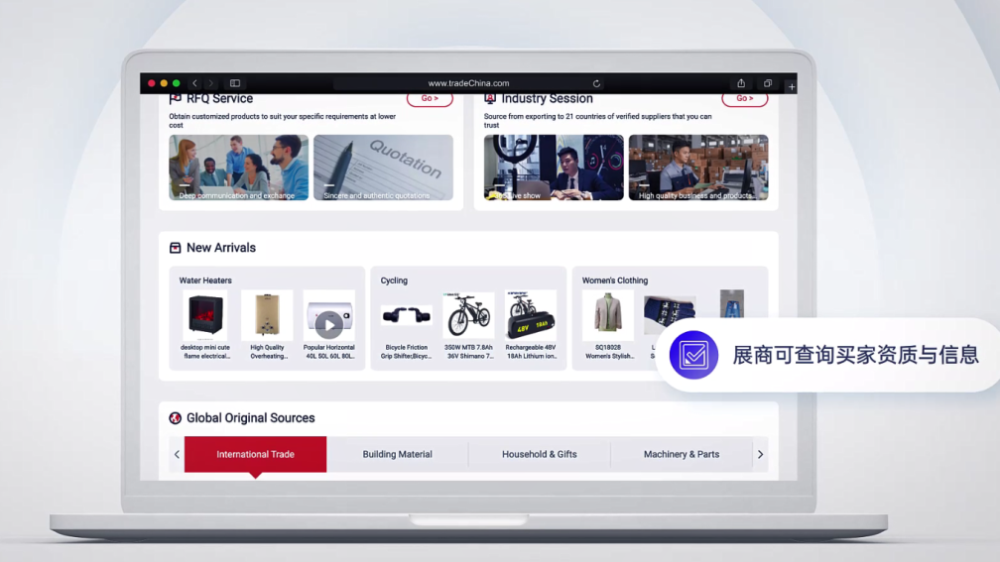 www.tradeChina.com
RFQ Service
Go >
Obtain customized products to suit your specific requirements at lower
cost
Quotation
Deep communication and exchange
Sincere and authentic quotations
Industry Session
Go >
Source from exporting to 21 countries of verified suppliers that you can
trust
live show
High quality business and products
New Arrivals
Water Heaters
desktop mini cute
flame electrical...
High Quality
Overheating...
Popular Horizontal
40L 50L 60L 80L...
Cycling
Bicycle Friction
Grip Shifter,Bicyc...
350W MTB 7.8Ah
36V Shimano 7...
48V 18Ah
Rechargeable 48V
18Ah Lithium ion..
Women's Clothing
SQ18028
Women's Stylish..
展商可查询买家资质与信息
Global Original Sources
International Trade
Building Material
Household & Gifts
Machinery & Parts